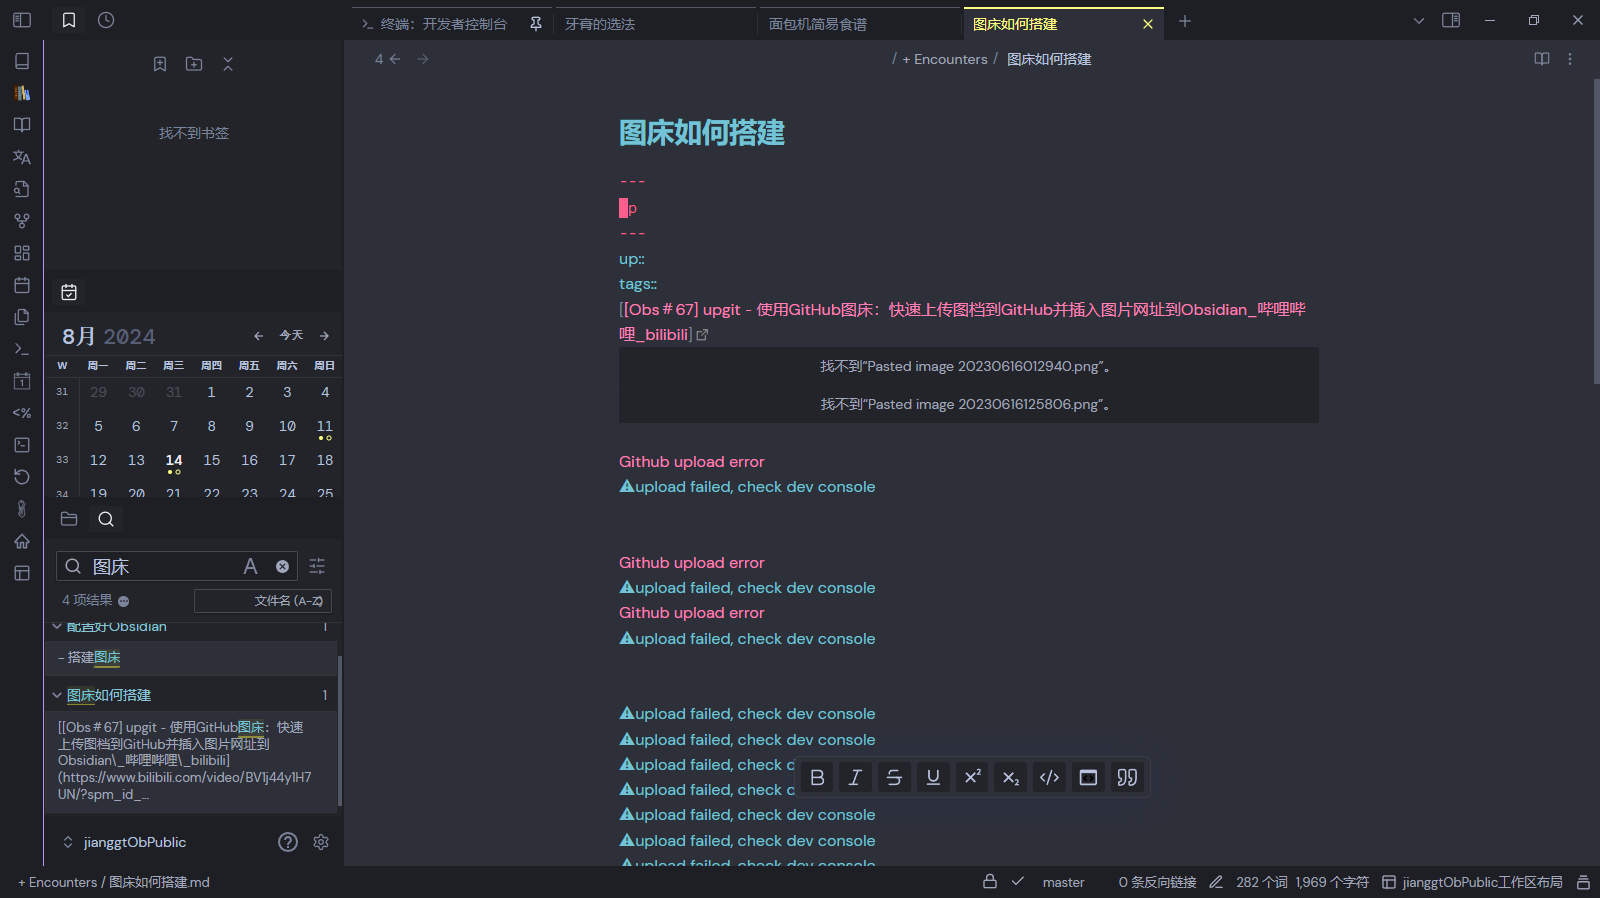 终端：开发者控制台
牙膏的选法
面包机简易食谱
图床如何搭建
4
/ + Encounters / 图床如何搭建
找不到书签
8月 2024
今天
W 周一 周二 周三 周四 周五 周六 周日
31 29 30 31 1 2 3 4
32 5 6 7 8 9 10 11
33 12 13 14 15 16 17 18
34 19 20 21 22 23 24 25
图床
4 项结果
文件名 (A-Z)
配置好Obsidian 1
- 搭建图床
图床如何搭建 1
[[Obs＃67] upgit - 使用GitHub图床：快速
上传图档到GitHub并插入图片网址到
Obsidian\_哔哩哔哩\_bilibili]
(https://www.bilibili.com/video/BV1j44y1H7
UN/?spm_id_...
jianggtObPublic
图床如何搭建
---
p
---
up::
tags::
[[Obs＃67] upgit - 使用GitHub图床：快速上传图档到GitHub并插入图片网址到Obsidian_哔哩哔
哩_bilibili]
找不到“Pasted image 20230616012940.png”。
找不到“Pasted image 20230616125806.png”。
Github upload error
⚠upload failed, check dev console
Github upload error
⚠upload failed, check dev console
Github upload error
⚠upload failed, check dev console
⚠upload failed, check dev console
⚠upload failed, check dev console
⚠upload failed, check d
⚠upload failed, check d
⚠upload failed, check dev console
⚠upload failed, check dev console
⚠upload failed, check dev console
+ Encounters / 图床如何搭建.md
master
0 条反向链接
282 个词 1,969 个字符
jianggtObPublic工作区布局